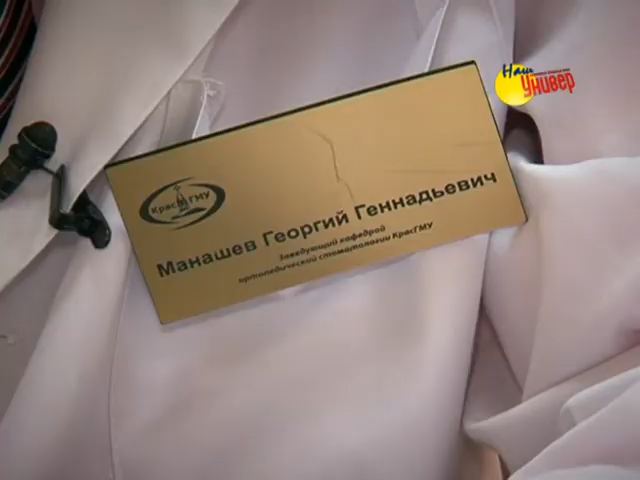 Наш
Универ
КрасГМУ
Манашев Георгий Геннадьевич
Заведующий кафедрой
ортопедической стоматологии КрасГМУ